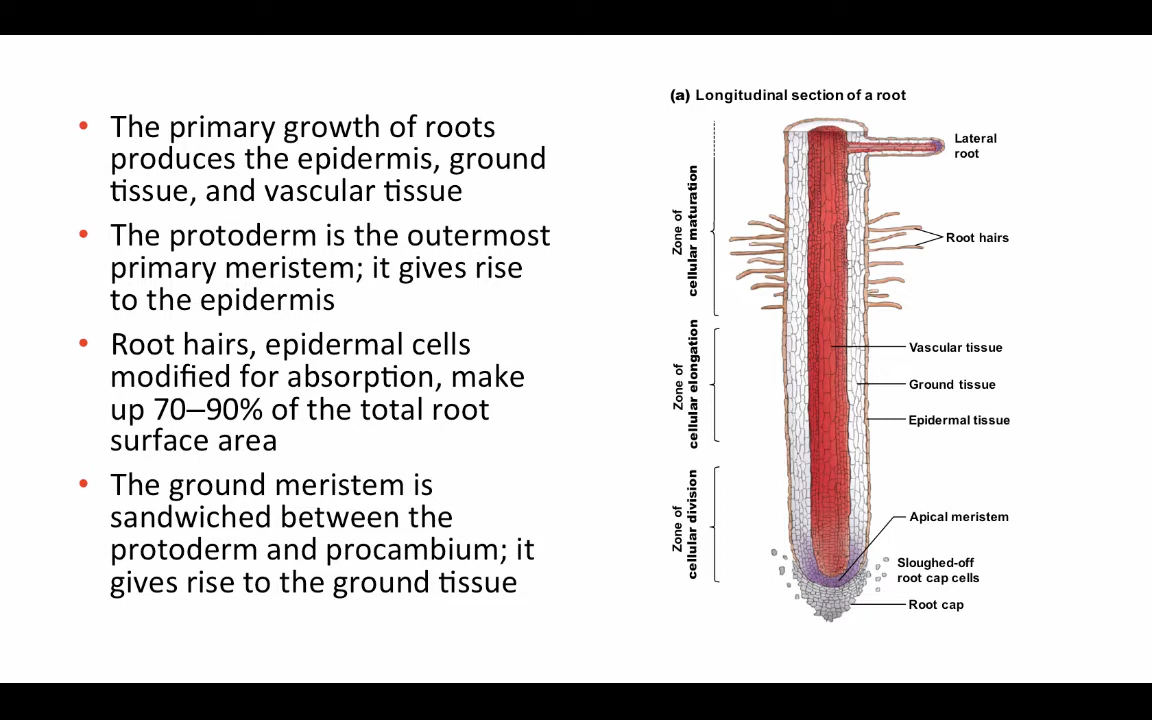 • The primary growth of roots
produces the epidermis, ground
tissue, and vascular tissue
• The protoderm is the outermost
primary meristem; it gives rise
to the epidermis
• Root hairs, epidermal cells
modified for absorption, make
up 70–90% of the total root
surface area
• The ground meristem is
sandwiched between the
protoderm and procambium; it
gives rise to the ground tissue
(a) Longitudinal section of a root
Zone of
cellular maturation
Zone of
cellular elongation
Zone of
cellular division
Lateral
root
Root hairs
Vascular tissue
Ground tissue
Epidermal tissue
Apical meristem
Sloughed-off
root cap cells
Root cap